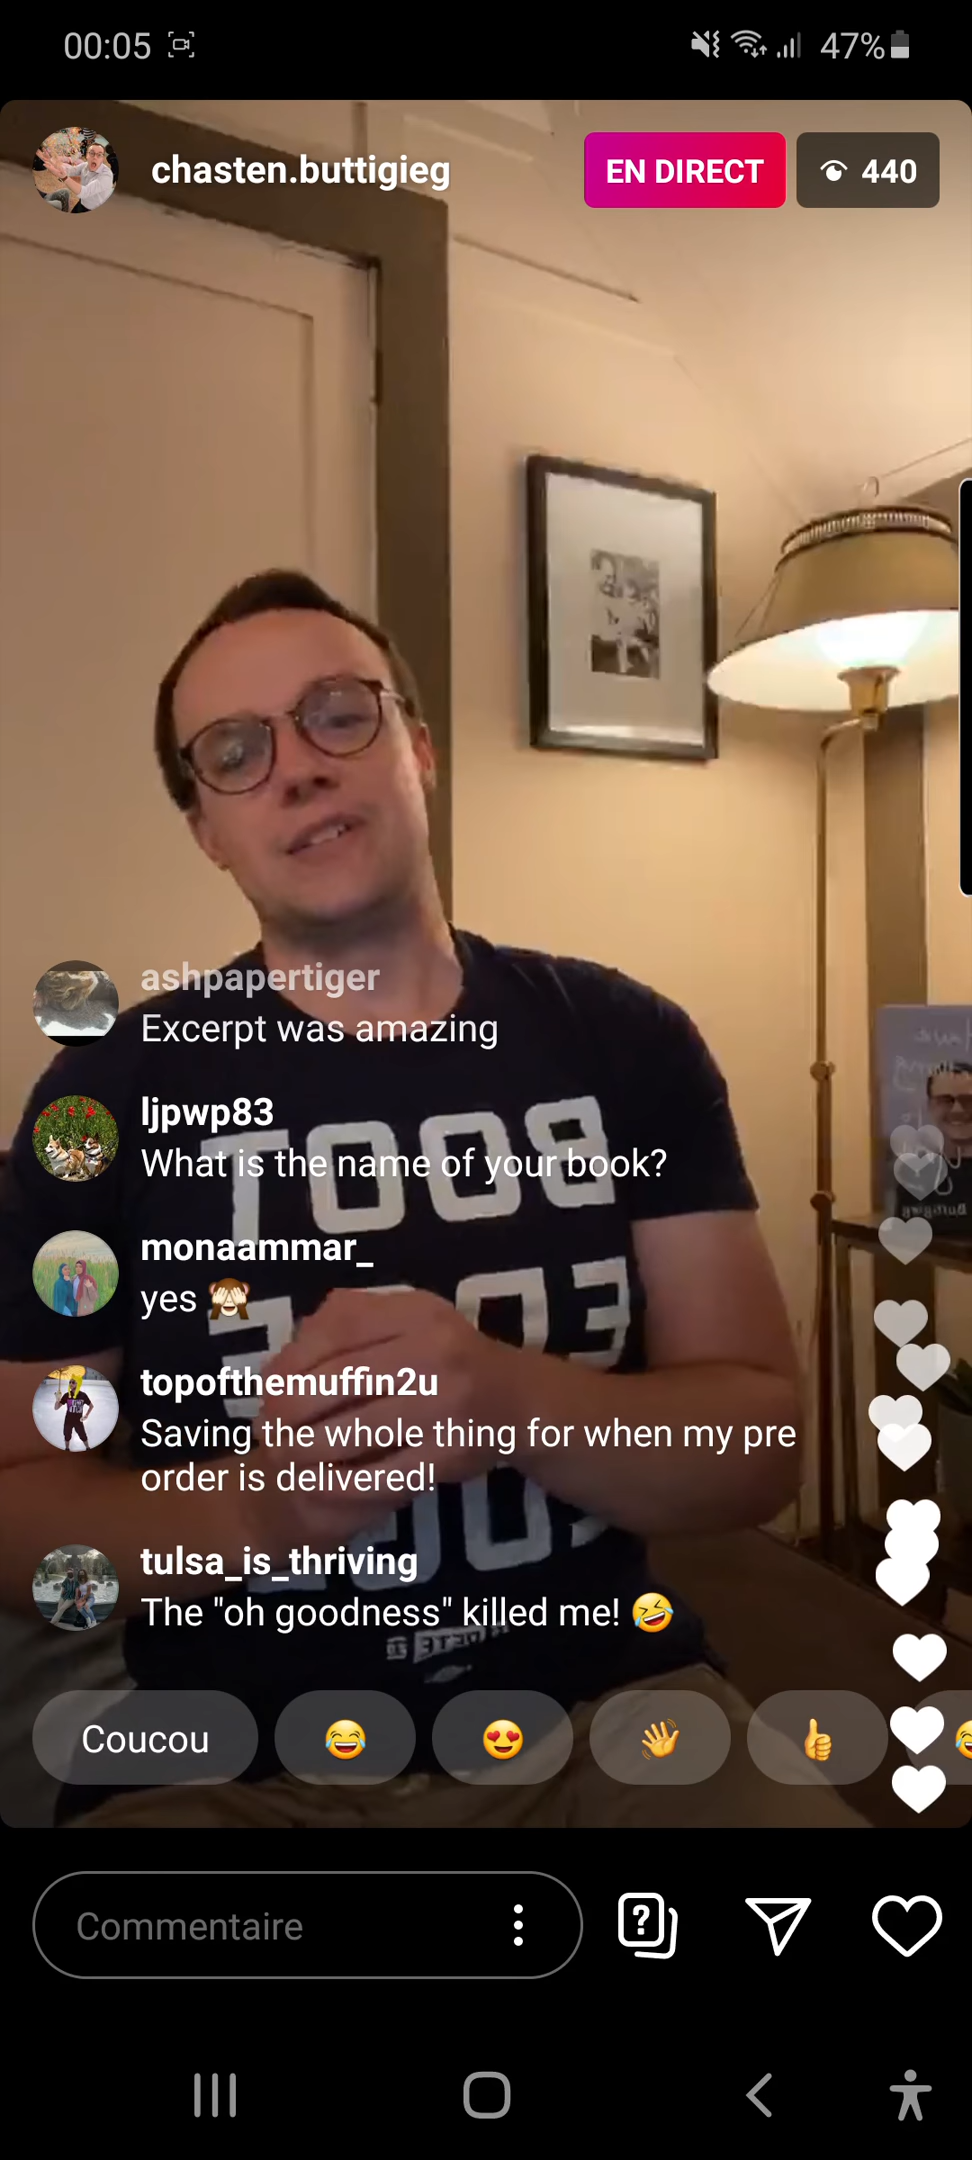 00:05
47%
chasten.buttigieg
EN DIRECT
440
ashpapertiger
Excerpt was amazing
ljpwp83
What is the name of your book?
monaammar_
yes 🙈
topofthemuffin2u
Saving the whole thing for when my pre
order is delivered!
tulsa_is_thriving
The "oh goodness" killed me! 🤣
Coucou
😂
😍
👋
👍
Commentaire